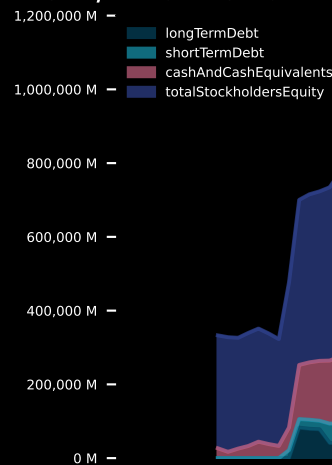 1,200,000 M
longTermDebt
shortTermDebt
1,000,000 M
cashAndCashEquivalents
totalStockholdersEquity
800,000 M
600,000 M
400,000 M
200,000 M
0 M